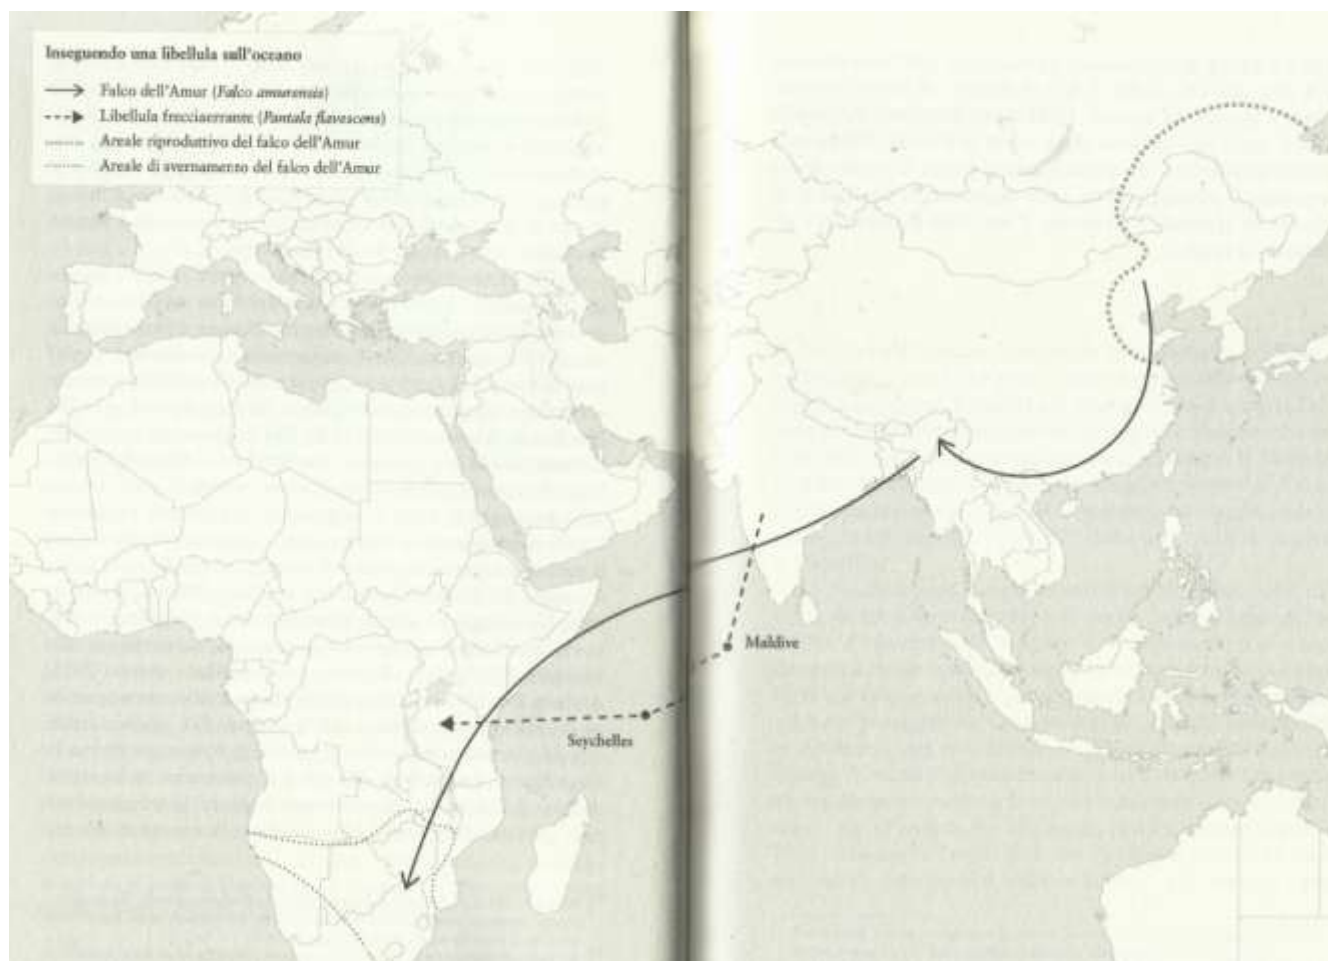 Inseguendo una libellula sull'oceano
Falco dell'Amur (Falco amurensis)
Libellula frecciaerrante (Pantala flavescens)
Areale riproduttivo del falco dell'Amur
Areale di svernamento del falco dell'Amur
Maldive
Seychelles